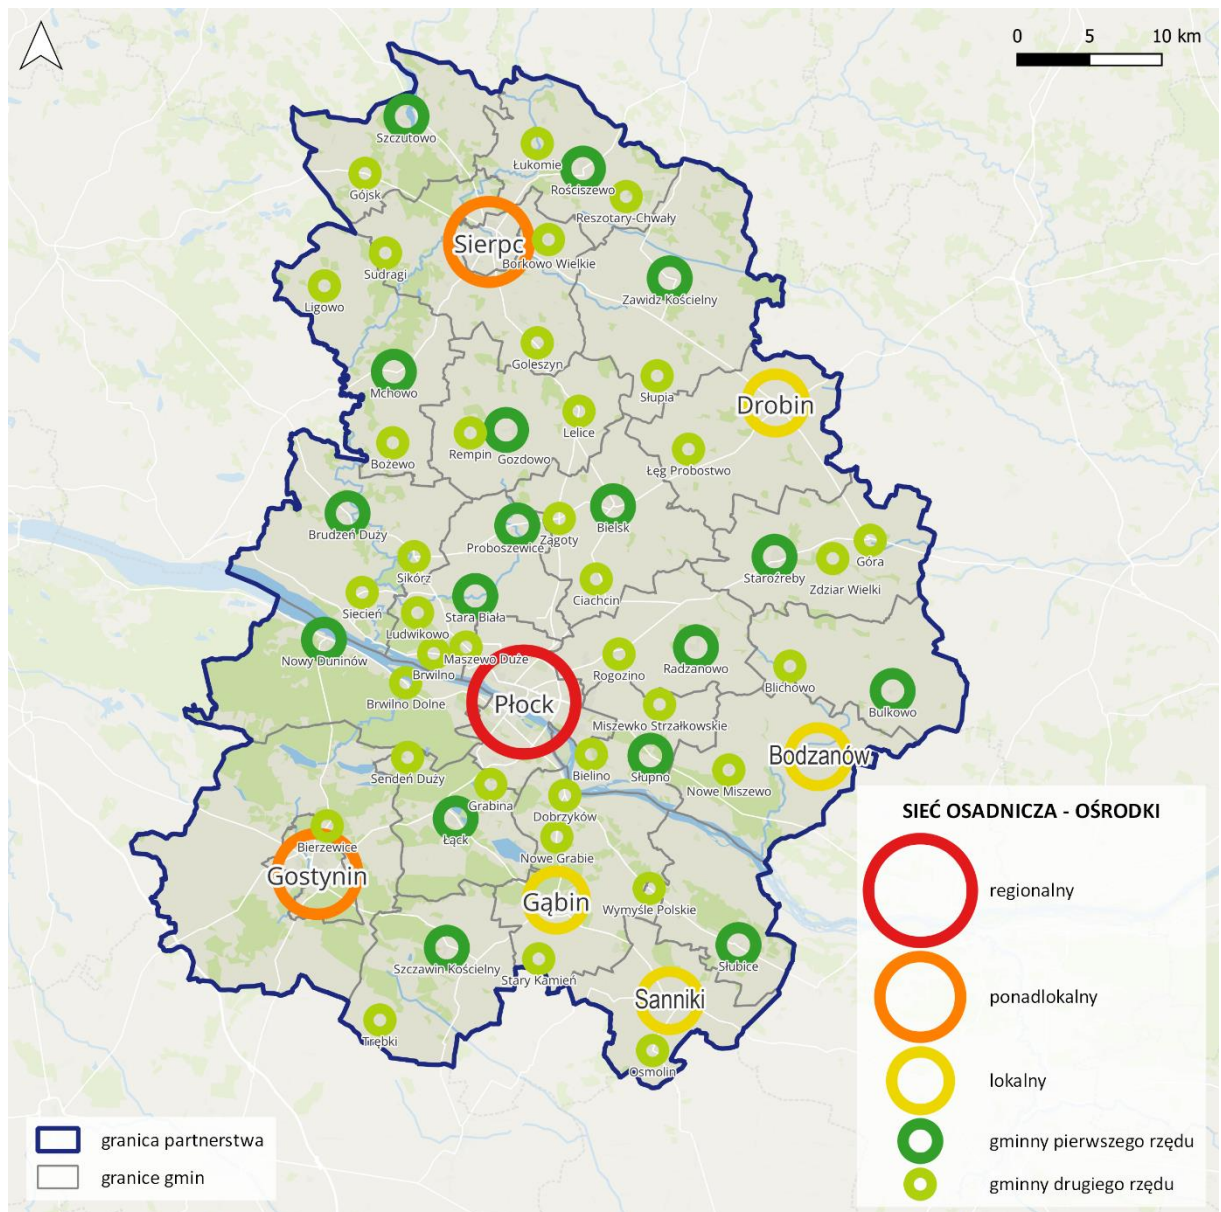 0 5 10 km
Szczutowo
Łukomie
Rościszewo
Gójsk
Reszotary-Chwały
Sierpc
Borkowo Wielkie
Sudragi
Zawidz Kościelny
Ligowo
Goleszyn
Mchowo
Słupia
Drobin
Lelice
Rempin
Gozdowo
Bożewo
Łęg Probostwo
Brudzeń Duży
Bielsk
Proboszewice
Zągoty
Góra
Sikórz
Staroźreby
Zdziar Wielki
Ciachcin
Siecień
Stara Biała
Ludwikowo
Nowy Duninów
Maszewo Duże
Brwilno
Rogozino
Radzanowo
Blichowo
Brwilno Dolne
Płock
Bulkowo
Miszewko Strzałkowskie
Bodzanów
Sendeń Duży
Bielino
Słupno
Nowe Miszewo
Grabina
Dobrzyków
Łąck
Bierzewice
Nowe Grabie
Gostynin
Gąbin
Wymyśle Polskie
Szczawin Kościelny
Słubice
Stary Kamień
Sanniki
Trębki
Osmolin
SIEĆ OSADNICZA - OŚRODKI
regionalny
ponadlokalny
lokalny
gminny pierwszego rzędu
gminny drugiego rzędu
granica partnerstwa
granice gmin